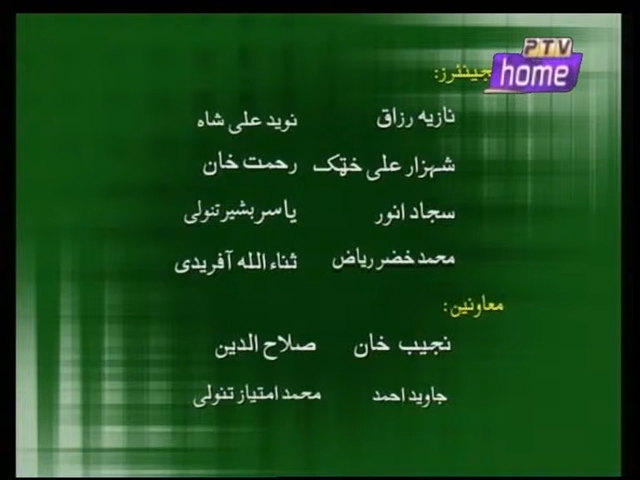 PTV
home
جینئرز:
نازیہ رزاق نوید علی شاہ
شہزار علی خٹک رحمت خان
سجاد انور یاسر بشیر تنولی
محمد خضر ریاض ثناء اللہ آفریدی
معاونین:
نجیب خان صلاح الدین
جاوید احمد محمد امتیاز تنولی